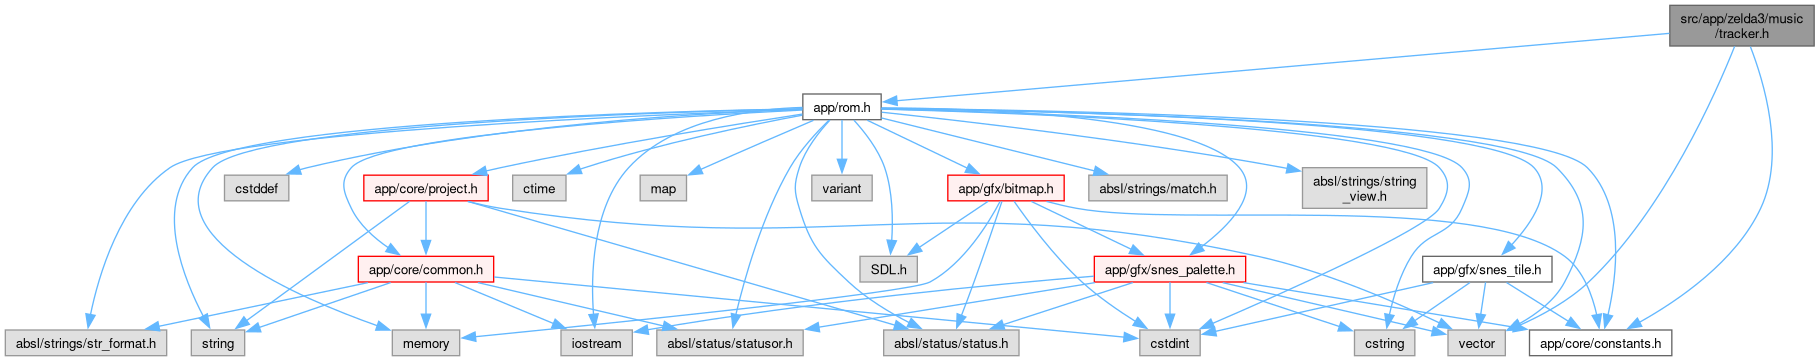 src/app/zelda3/music
/tracker.h
app/rom.h
cstddef
app/core/project.h
ctime
map
variant
app/gfx/bitmap.h
absl/strings/match.h
absl/strings/string
_view.h
app/core/common.h
SDL.h
app/gfx/snes_palette.h
app/gfx/snes_tile.h
absl/strings/str_format.h
string
memory
iostream
absl/status/statusor.h
absl/status/status.h
cstdint
cstring
vector
app/core/constants.h